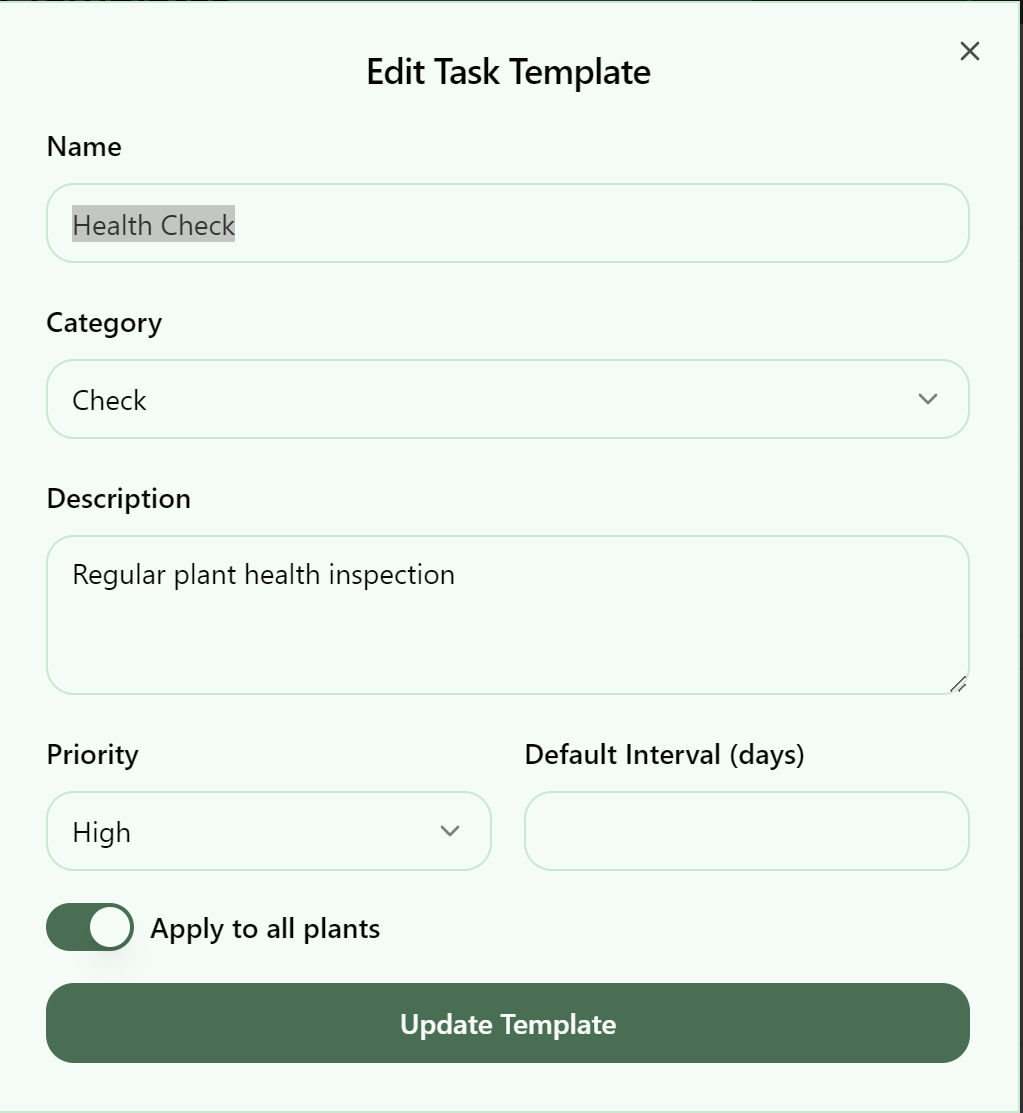 Edit Task Template
Name
Health Check
Category
Check
Description
Regular plant health inspection
Priority
Default Interval (days)
High
Apply to all plants
Update Template